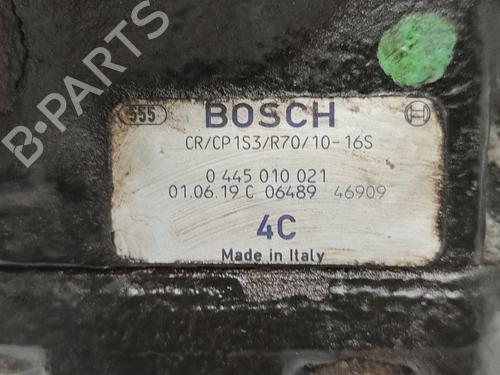 B-PARTS
555 BOSCH
CR/CP1S3/R70/10-16S
0 445 010 021
01.06.19 C 06489 46909
4C
Made in Italy